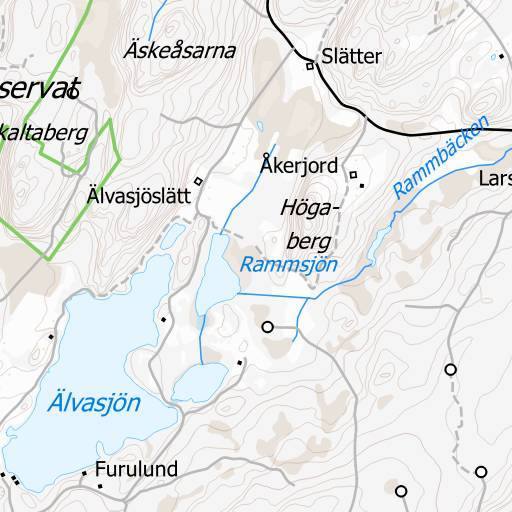 Äskeåsarna
Slätter
servat
kaltaberg
Rammbäcken
Åkerjord
Lars
Älvasjöslätt
Höga-
berg
Rammsjön
Älvasjön
Furulund